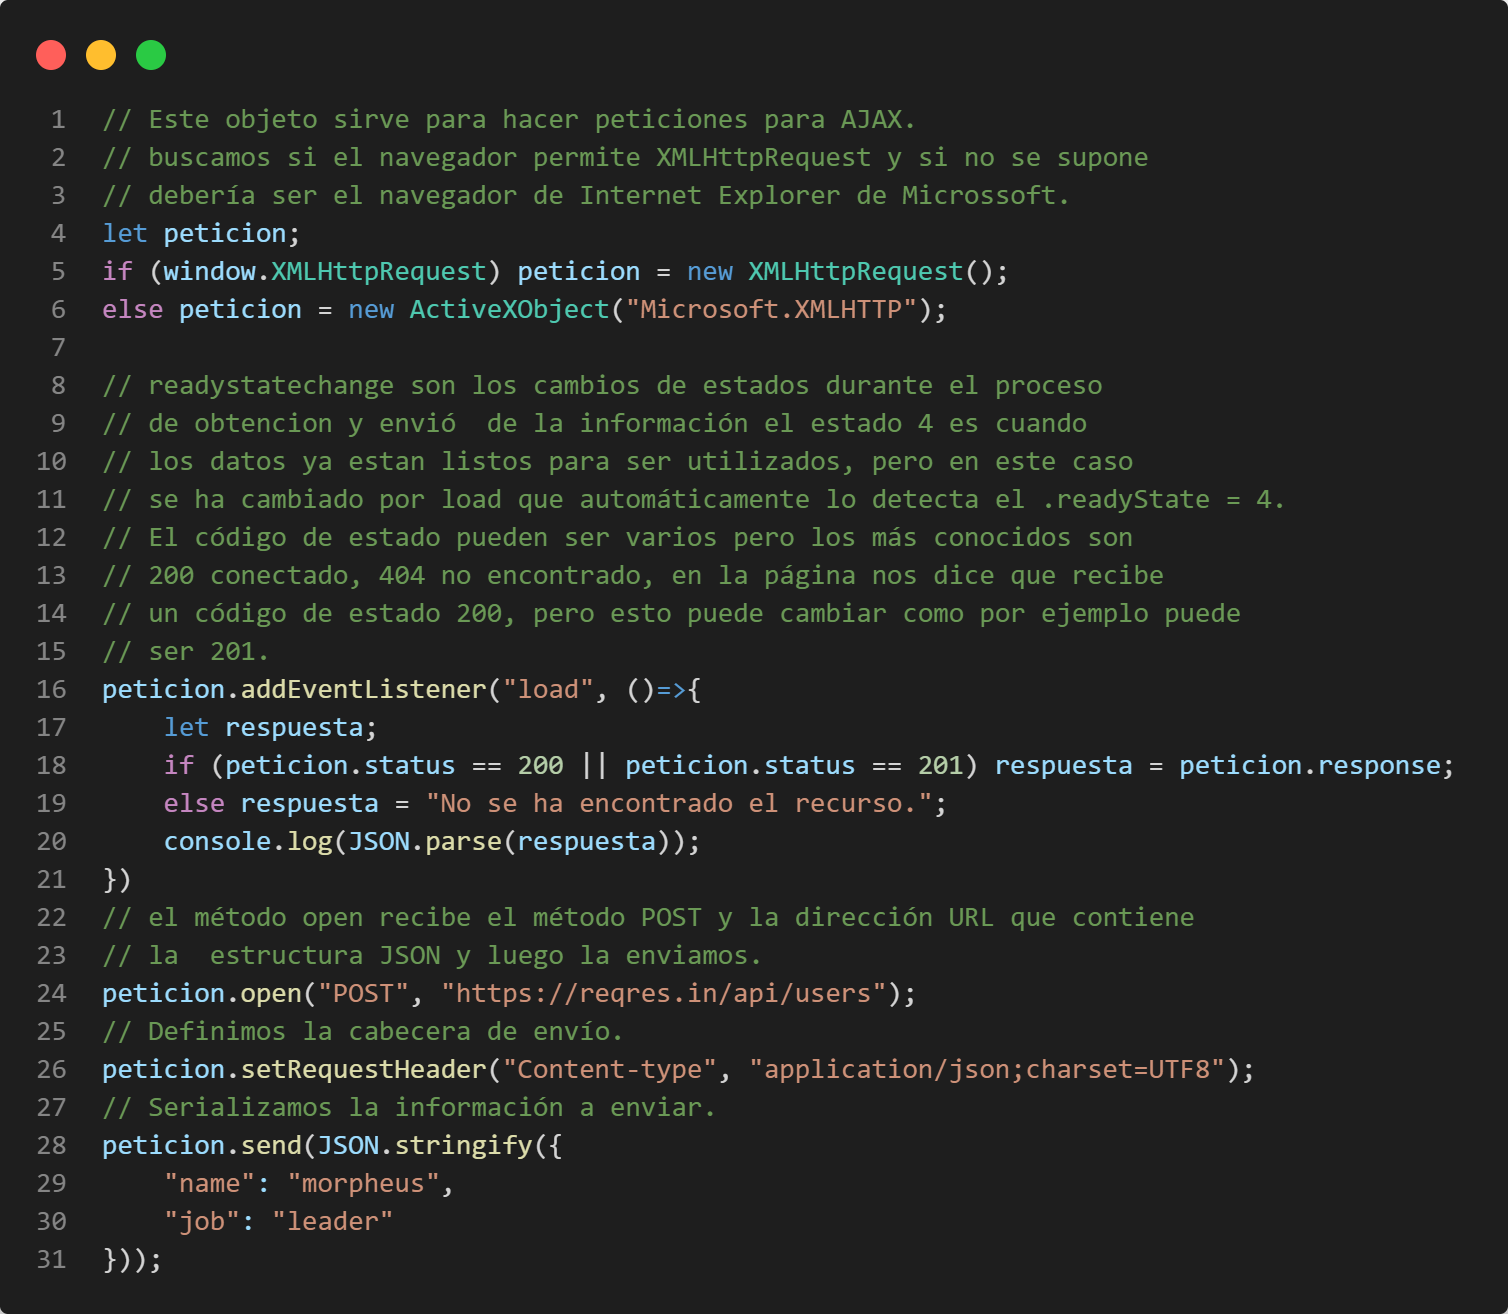 1 // Este objeto sirve para hacer peticiones para AJAX.
2 // buscamos si el navegador permite XMLHttpRequest y si no se supone
3 // debería ser el navegador de Internet Explorer de Microssoft.
4 let peticion;
5 if (window.XMLHttpRequest) peticion = new XMLHttpRequest();
6 else peticion = new ActiveXObject("Microsoft.XMLHTTP");
7
8 // readystatechange son los cambios de estados durante el proceso
9 // de obtencion y envió  de la información el estado 4 es cuando
10 // los datos ya estan listos para ser utilizados, pero en este caso
11 // se ha cambiado por load que automáticamente lo detecta el .readyState = 4.
12 // El código de estado pueden ser varios pero los más conocidos son
13 // 200 conectado, 404 no encontrado, en la página nos dice que recibe
14 // un código de estado 200, pero esto puede cambiar como por ejemplo puede
15 // ser 201.
16 peticion.addEventListener("load", ()=>{
17     let respuesta;
18     if (peticion.status == 200 || peticion.status == 201) respuesta = peticion.response;
19     else respuesta = "No se ha encontrado el recurso.";
20     console.log(JSON.parse(respuesta));
21 })
22 // el método open recibe el método POST y la dirección URL que contiene
23 // la  estructura JSON y luego la enviamos.
24 peticion.open("POST", "https://reqres.in/api/users");
25 // Definimos la cabecera de envío.
26 peticion.setRequestHeader("Content-type", "application/json;charset=UTF8");
27 // Serializamos la información a enviar.
28 peticion.send(JSON.stringify({
29     "name": "morpheus",
30     "job": "leader"
31 }));